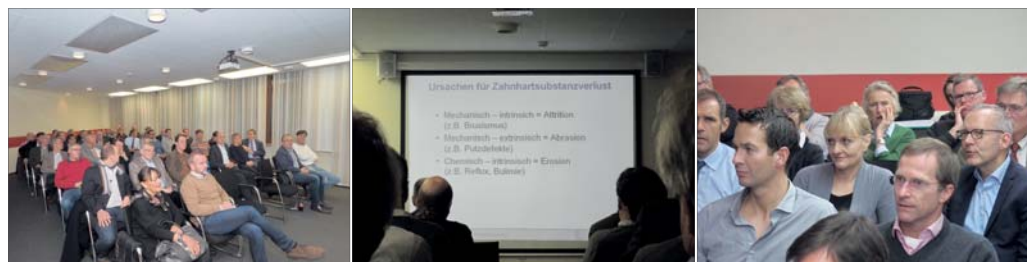 Ursachen für Zahnhartsubstanzverlust
• Mechanisch – intrinsisch = Attrition
(z.B. Bruxismus)
• Mechanisch – extrinsisch = Abrasion
(z.B. Putzdefekte)
• Chemisch – intrinsisch = Erosion
(z.B. Reflux, Bulimie)